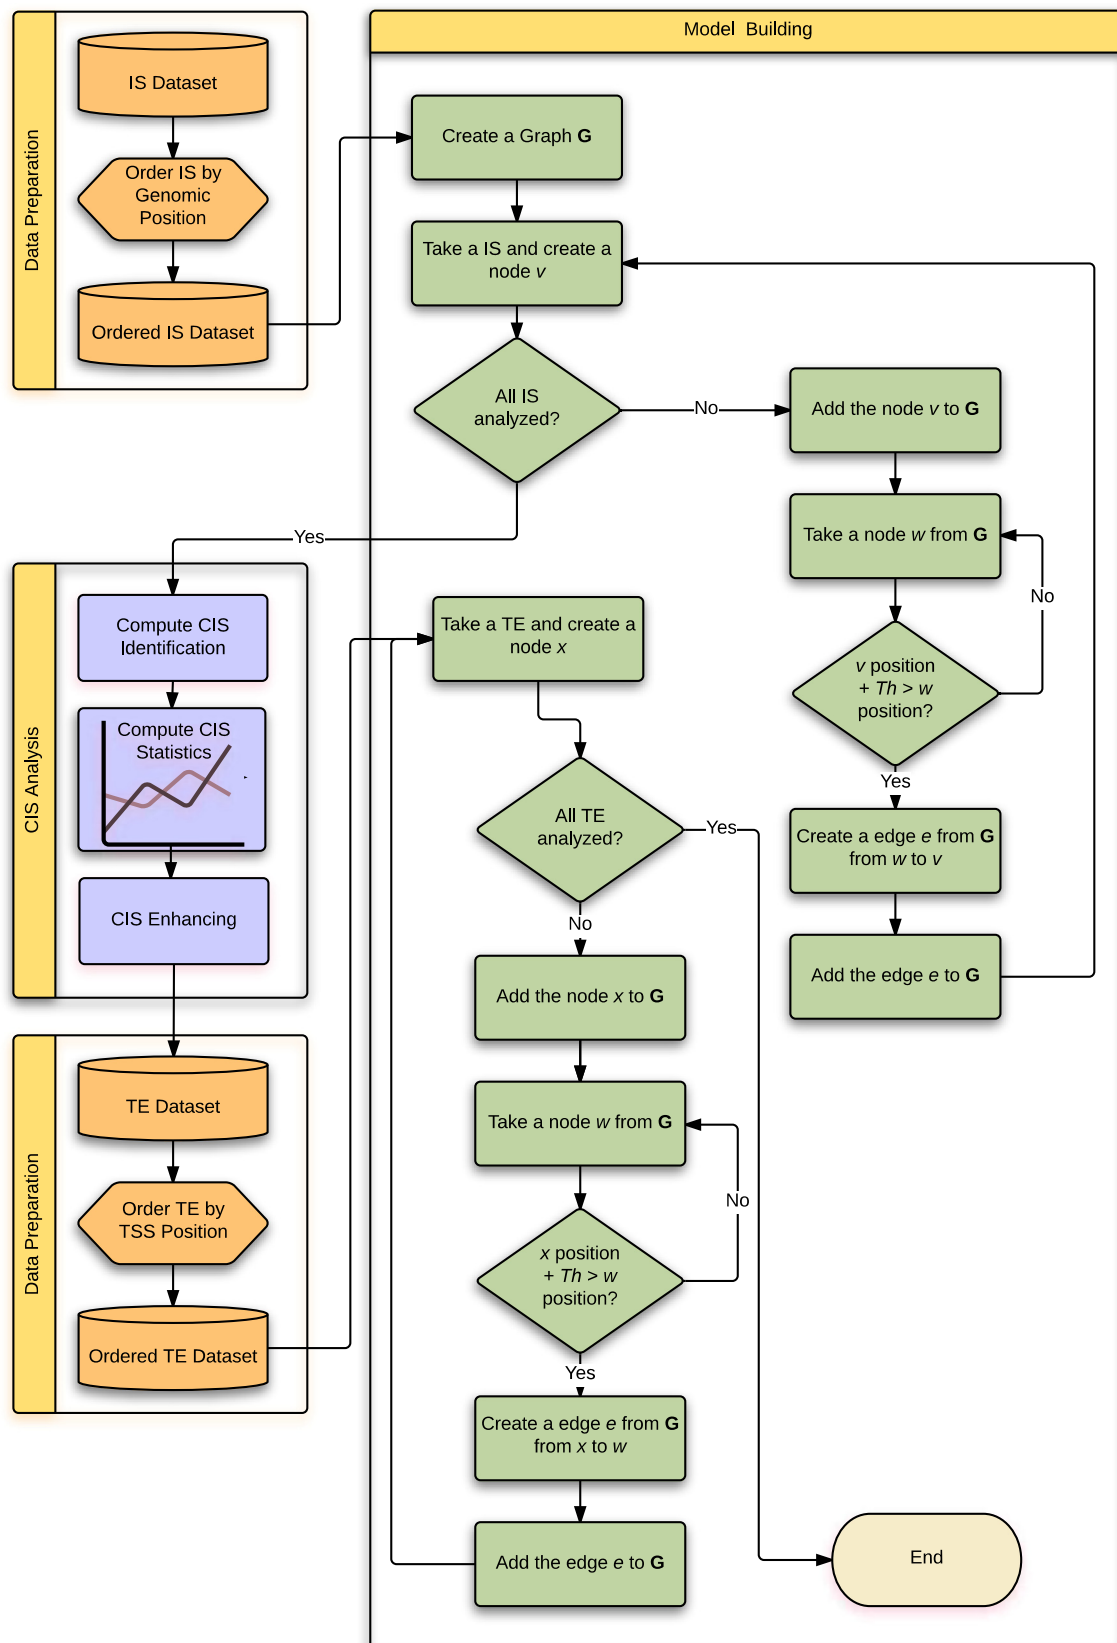 Model Building
Data Preparation
IS Dataset
Order IS by
Genomic
Position
Ordered IS Dataset
Create a Graph G
Take a IS and create a
node v
All IS
analyzed?
No
Add the node v to G
Take a node w from G
No
v position
+ Th > w
position?
Yes
Create a edge e from G
from w to v
Add the edge e to G
Yes
CIS Analysis
Compute CIS
Identification
Compute CIS
Statistics
CIS Enhancing
Data Preparation
TE Dataset
Order TE by
TSS Position
Ordered TE Dataset
Take a TE and create a
node x
All TE
analyzed?
Yes
No
Add the node x to G
Take a node w from G
No
x position
+ Th > w
position?
Yes
Create a edge e from G
from x to w
Add the edge e to G
End